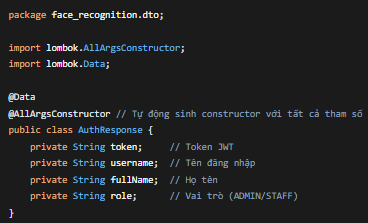 package face_recognition.dto;
import lombok.AllArgsConstructor;
import lombok.Data;
@Data
@AllArgsConstructor // Tự động sinh constructor với tất cả tham số
public class AuthResponse {
    private String token;     // Token JWT
    private String username;  // Tên đăng nhập
    private String fullName;  // Họ tên
    private String role;      // Vai trò (ADMIN/STAFF)
}